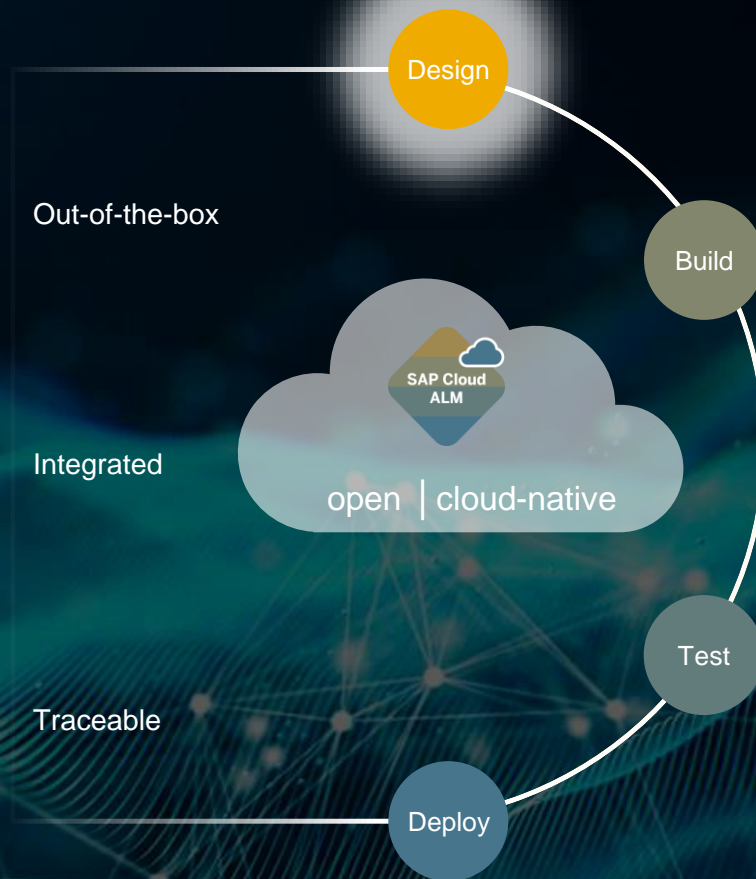 Design
Out-of-the-box
Build
SAP Cloud
ALM
Integrated
open | cloud-native
Test
Traceable
Deploy